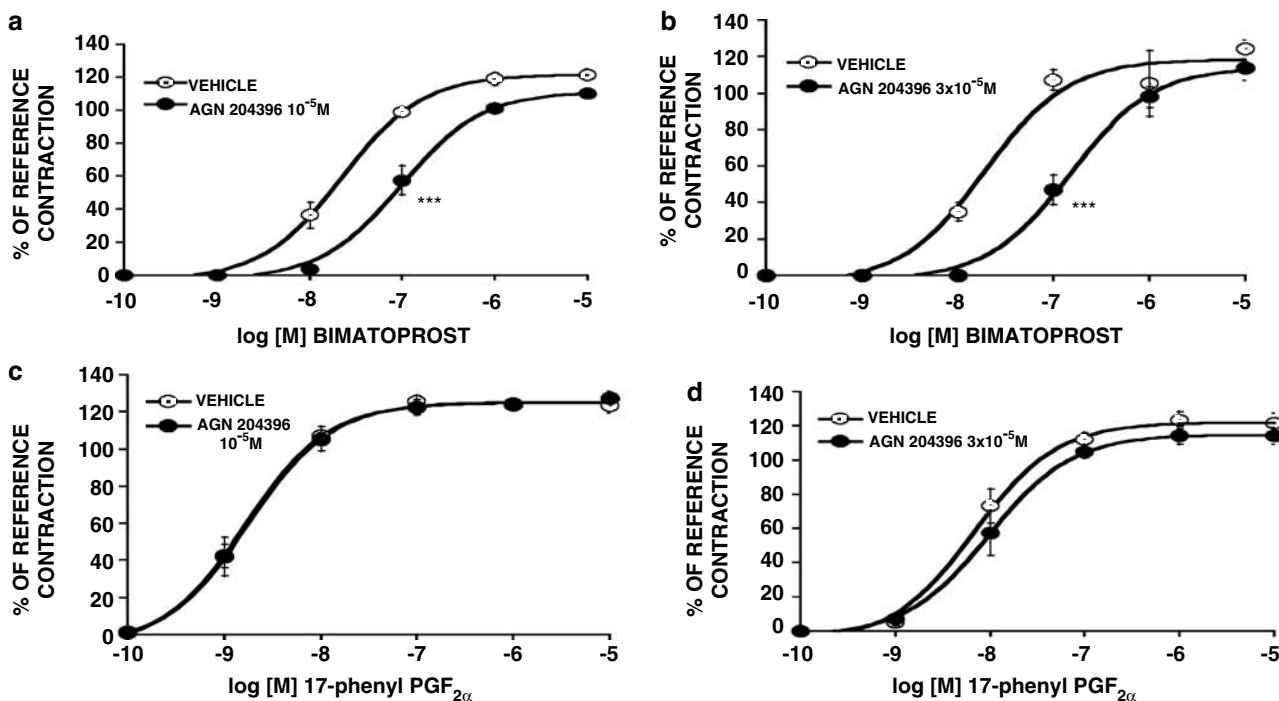 a
% OF REFERENCE
CONTRACTION
140
120
100
80
60
40
20
0
VEHICLE
AGN 204396 10⁻⁵M
***
-10 -9 -8 -7 -6 -5
log [M] BIMATOPROST
b
% OF REFERENCE
CONTRACTION
140
120
100
80
60
40
20
0
VEHICLE
AGN 204396 3x10⁻⁵M
***
-10 -9 -8 -7 -6 -5
log [M] BIMATOPROST
c
% OF REFERENCE
CONTRACTION
140
120
100
80
60
40
20
0
VEHICLE
AGN 204396
10⁻⁵M
-10 -9 -8 -7 -6 -5
log [M] 17-phenyl PGF₂α
d
% OF REFERENCE
CONTRACTION
140
120
100
80
60
40
20
0
VEHICLE
AGN 204396 3x10⁻⁵M
-10 -9 -8 -7 -6 -5
log [M] 17-phenyl PGF₂α